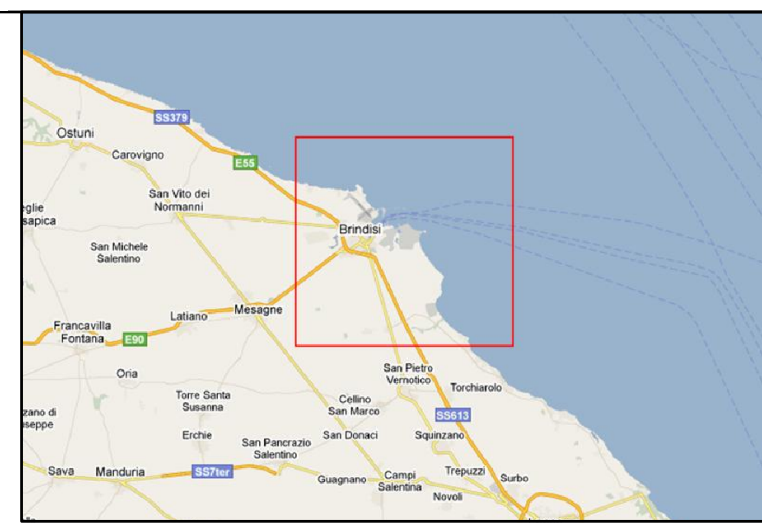 SS379
Ostuni
Carovigno
E55
San Vito dei
Normanni
eglie
sapica
Brindisi
San Michele
Salentino
Mesagne
Latiano
Francavilla
Fontana
E90
Oria
San Pietro
Vernotico
Torchiarolo
Torre Santa
Susanna
Cellino
San Marco
zano di
useppe
SS613
Erchie
San Pancrazio
Salentino
San Donaci
Squinzano
Sava
Manduria
SS7ter
Guagnano
Campi
Salentina
Trepuzzi
Surbo
Novoli